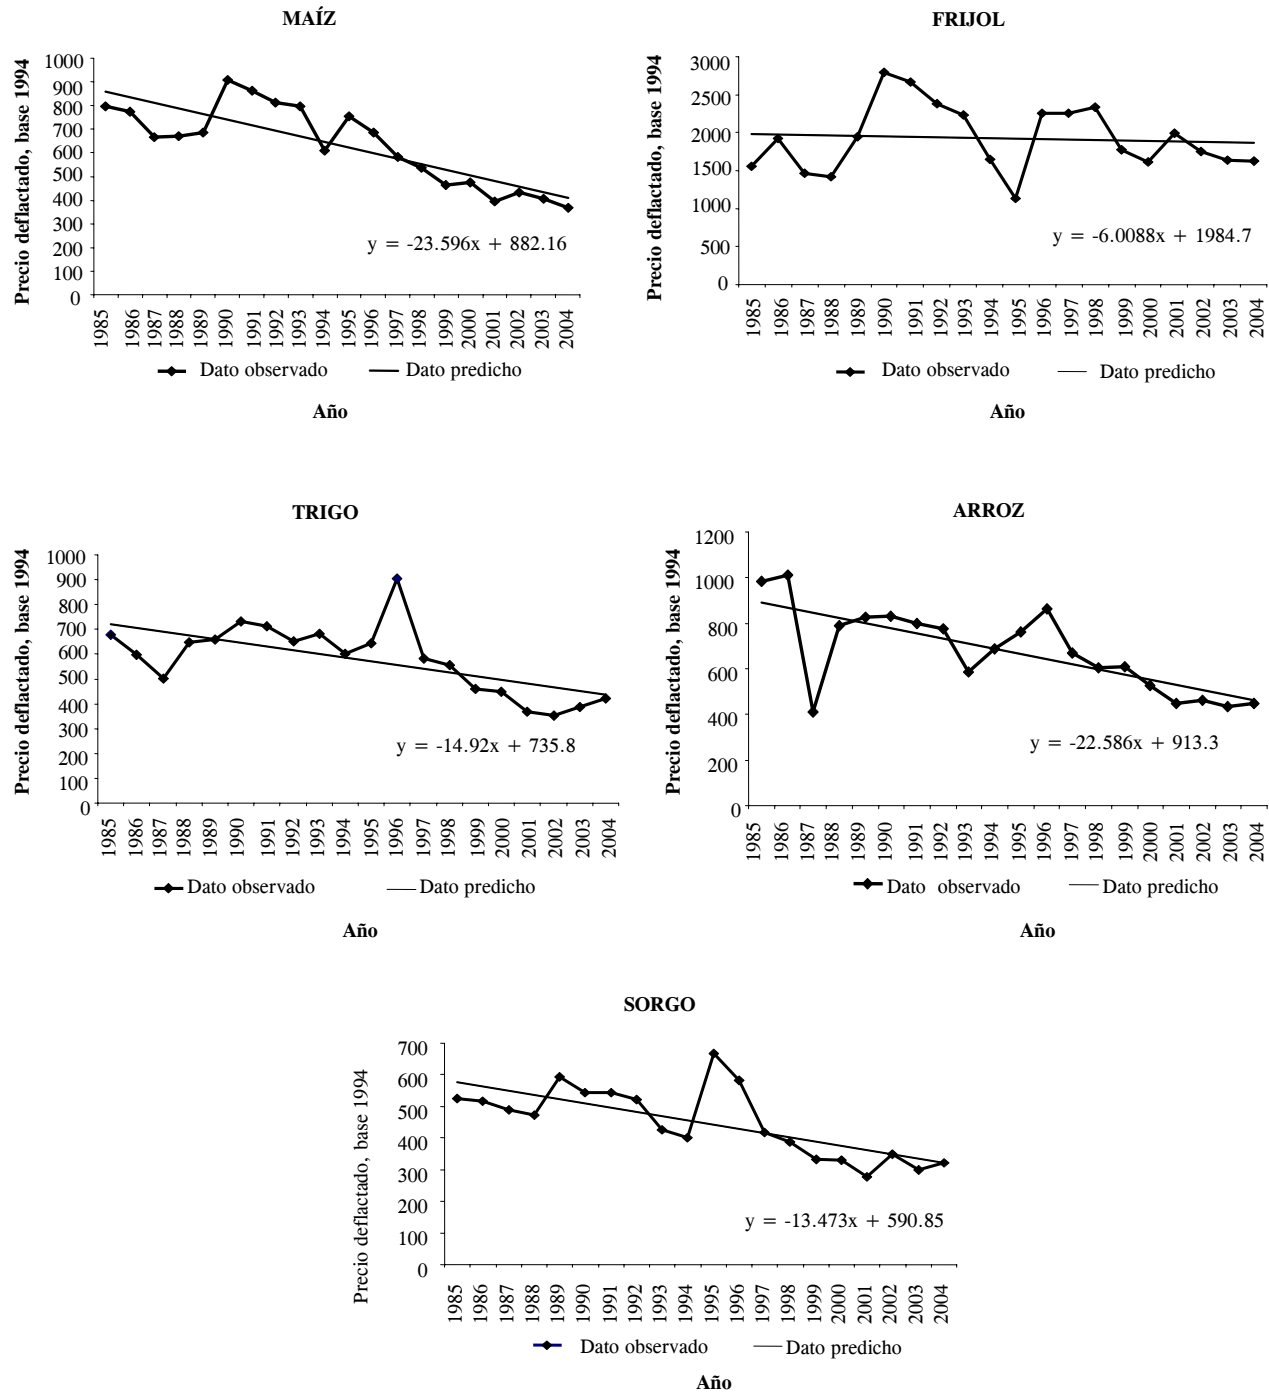 MAÍZ
Precio deflactado, base 1994
1000
900
800
700
600
500
400
300
200
100
0
y = -23.596x + 882.16
1985 1986 1987 1988 1989 1990 1991 1992 1993 1994 1995 1996 1997 1998 1999 2000 2001 2002 2003 2004
Dato observado Dato predicho
Año
FRIJOL
Precio deflactado, base 1994
3000
2500
2000
1500
1000
500
0
y = -6.0088x + 1984.7
1985 1986 1987 1988 1989 1990 1991 1992 1993 1994 1995 1996 1997 1998 1999 2000 2001 2002 2003 2004
Dato observado Dato predicho
Año
TRIGO
Precio deflactado, base 1994
1000
900
800
700
600
500
400
300
200
100
0
y = -14.92x + 735.8
1985 1986 1987 1988 1989 1990 1991 1992 1993 1994 1995 1996 1997 1998 1999 2000 2001 2002 2003 2004
Dato observado Dato predicho
Año
ARROZ
Precio deflactado, base 1994
1200
1000
800
600
400
200
0
y = -22.586x + 913.3
1985 1986 1987 1988 1989 1990 1991 1992 1993 1994 1995 1996 1997 1998 1999 2000 2001 2002 2003 2004
Dato observado Dato predicho
Año
SORGO
Precio deflactado, base 1994
700
600
500
400
300
200
100
0
y = -13.473x + 590.85
1985 1986 1987 1988 1989 1990 1991 1992 1993 1994 1995 1996 1997 1998 1999 2000 2001 2002 2003 2004
Dato observado Dato predicho
Año